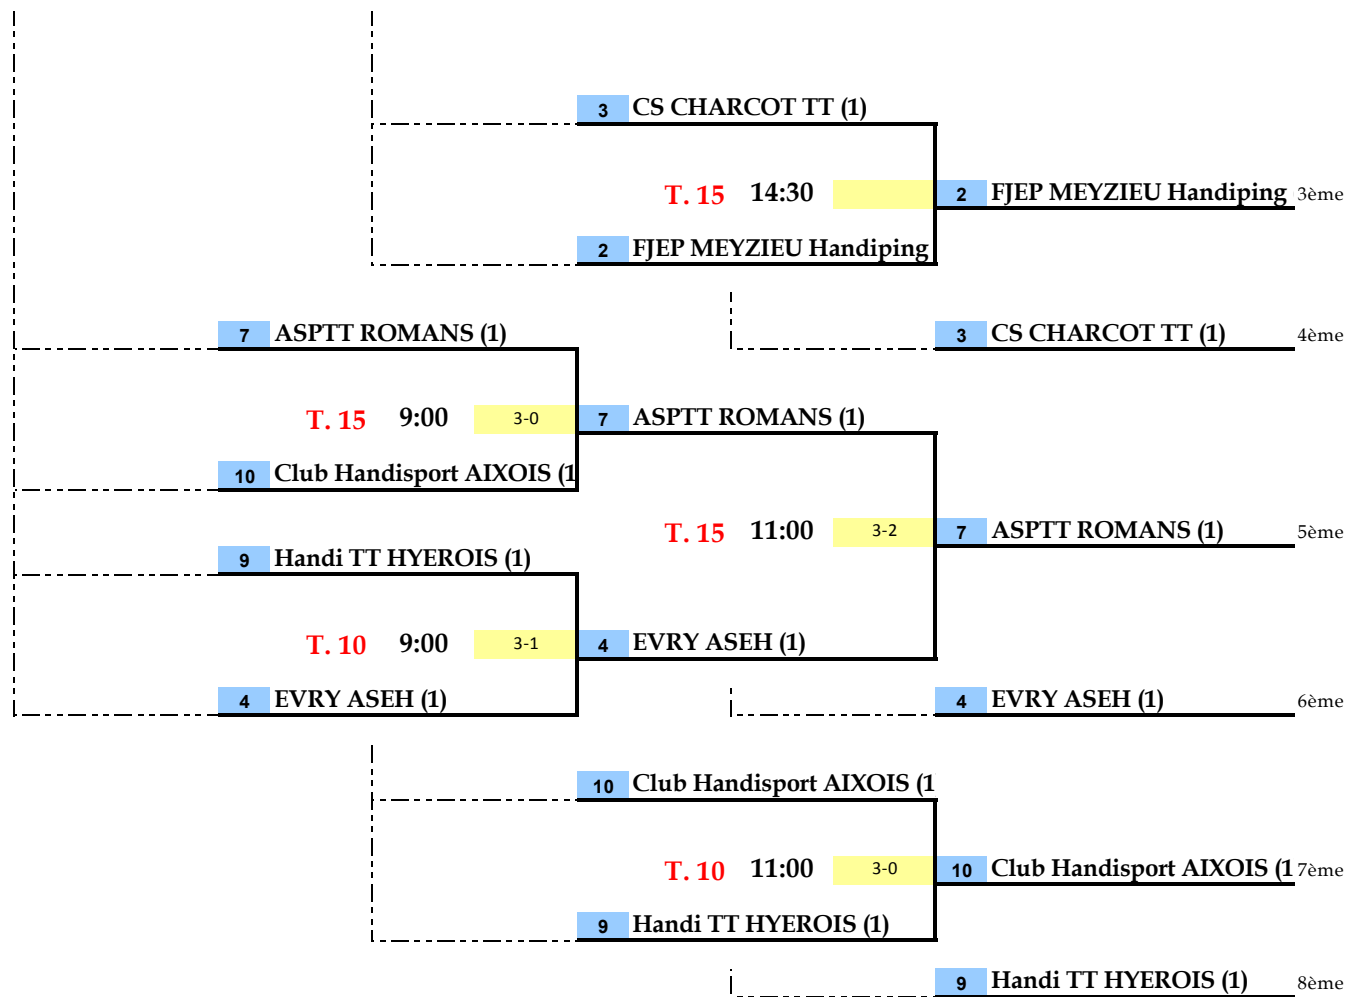 3 CS CHARCOT TT (1)
T. 15 14:30
2 FJEP MEYZIEU Handiping 3ème
2 FJEP MEYZIEU Handiping
7 ASPTT ROMANS (1)
3 CS CHARCOT TT (1) 4ème
T. 15 9:00 3-0
7 ASPTT ROMANS (1)
10 Club Handisport AIXOIS (1
T. 15 11:00 3-2
7 ASPTT ROMANS (1) 5ème
9 Handi TT HYEROIS (1)
T. 10 9:00 3-1
4 EVRY ASEH (1)
4 EVRY ASEH (1)
4 EVRY ASEH (1) 6ème
10 Club Handisport AIXOIS (1
T. 10 11:00 3-0
10 Club Handisport AIXOIS (1 7ème
9 Handi TT HYEROIS (1)
9 Handi TT HYEROIS (1) 8ème